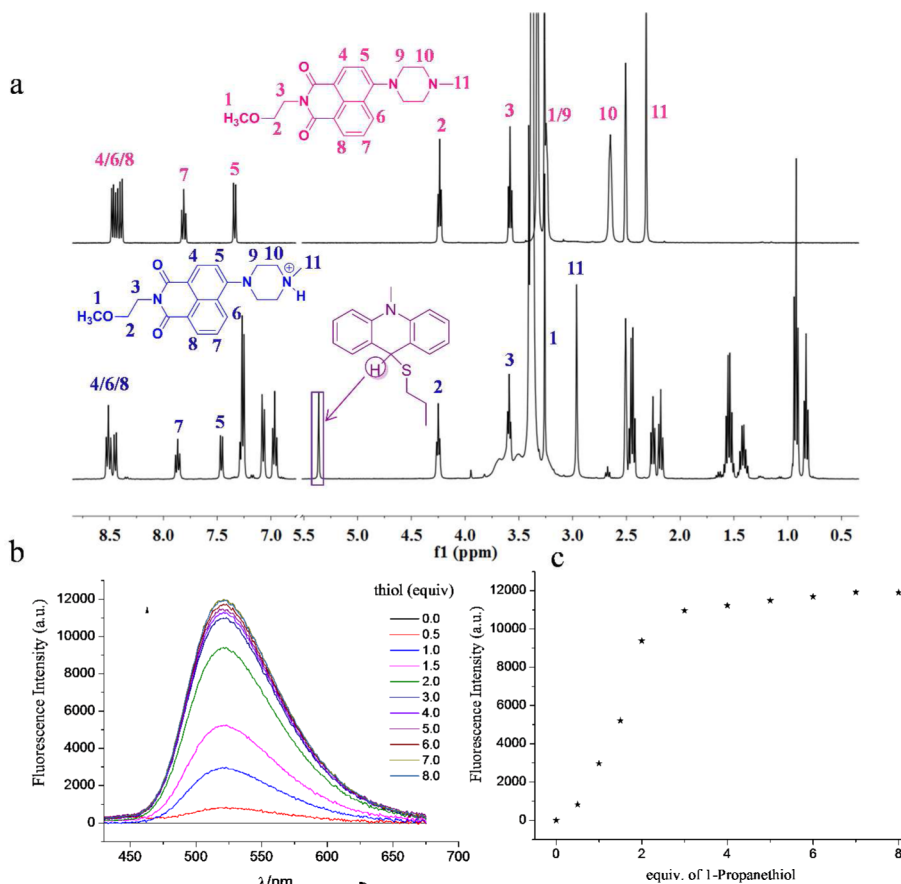 a
4 5 9 10
11
3
1
H₃CO
2
N
O
O
N
N
6
8 7
4/6/8
7
5
2
3
1/9
10
11
4 5 9 10
11
3
1
H₃CO
2
N
O
O
N
N
⊕
H
6
8 7
N
H
S
4/6/8
7
5
2
3
1
11
8.5 8.0 7.5 7.0 5.5 4.5 4.0 3.5 3.0 2.5 2.0 1.5 1.0 0.5
f1 (ppm)
b
Fluorescence Intensity (a.u.)
12000
10000
8000
6000
4000
2000
0
450 500 550 600 650 700
λ/nm
thiol (equiv)
0.0
0.5
1.0
1.5
2.0
3.0
4.0
5.0
6.0
7.0
8.0
c
Fluorescence Intensity (a.u.)
12000
10000
8000
6000
4000
2000
0
0 2 4 6 8
equiv. of 1-Propanethiol